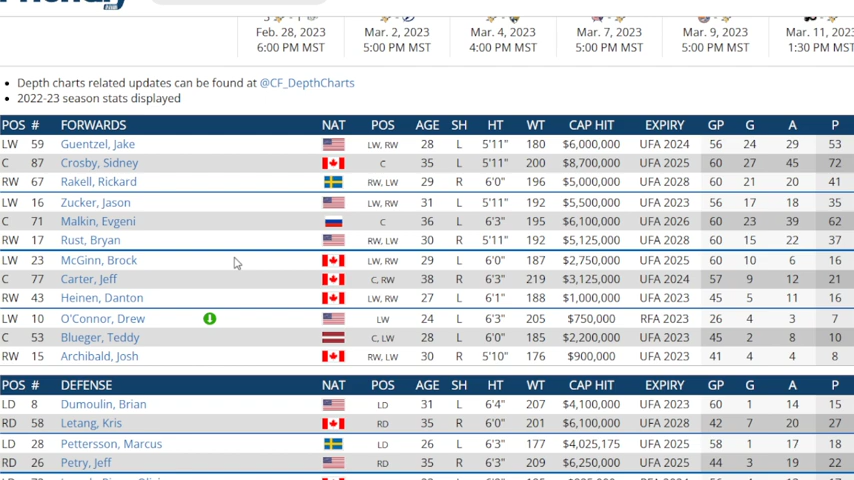 Feb. 28, 2023 Mar. 2, 2023 Mar. 4, 2023 Mar. 7, 2023 Mar. 9, 2023 Mar. 11, 2023
6:00 PM MST 5:00 PM MST 4:00 PM MST 5:00 PM MST 5:00 PM MST 1:30 PM MST
• Depth charts related updates can be found at @CF_DepthCharts
• 2022-23 season stats displayed
POS # FORWARDS NAT POS AGE SH HT WT CAP HIT EXPIRY GP G A P
LW 59 Guentzel, Jake LW, RW 28 L 5'11" 180 $6,000,000 UFA 2024 56 24 29 53
C 87 Crosby, Sidney C 35 L 5'11" 200 $8,700,000 UFA 2025 60 27 45 72
RW 67 Rakell, Rickard RW, LW 29 R 6'0" 196 $5,000,000 UFA 2028 60 21 20 41
LW 16 Zucker, Jason LW, RW 31 L 5'11" 192 $5,500,000 UFA 2023 56 17 18 35
C 71 Malkin, Evgeni C 36 L 6'3" 195 $6,100,000 UFA 2026 60 23 39 62
RW 17 Rust, Bryan RW, LW 30 R 5'11" 192 $5,125,000 UFA 2028 60 15 22 37
LW 23 McGinn, Brock LW, RW 29 L 6'0" 187 $2,750,000 UFA 2025 60 10 6 16
C 77 Carter, Jeff C, RW 38 R 6'3" 219 $3,125,000 UFA 2024 57 9 12 21
RW 43 Heinen, Danton LW, RW 27 L 6'1" 188 $1,000,000 UFA 2023 45 5 11 16
LW 10 O'Connor, Drew LW 24 L 6'3" 205 $750,000 RFA 2023 26 4 3 7
C 53 Blueger, Teddy C, LW 28 L 6'0" 185 $2,200,000 UFA 2023 45 2 8 10
RW 15 Archibald, Josh RW, LW 30 R 5'10" 176 $900,000 UFA 2023 41 4 4 8
POS # DEFENSE NAT POS AGE SH HT WT CAP HIT EXPIRY GP G A P
LD 8 Dumoulin, Brian LD 31 L 6'4" 207 $4,100,000 UFA 2023 60 1 14 15
RD 58 Letang, Kris RD 35 R 6'0" 201 $6,100,000 UFA 2028 42 7 20 27
LD 28 Pettersson, Marcus LD 26 L 6'3" 177 $4,025,175 UFA 2025 58 1 17 18
RD 26 Petry, Jeff RD 35 R 6'3" 209 $6,250,000 UFA 2025 44 3 19 22